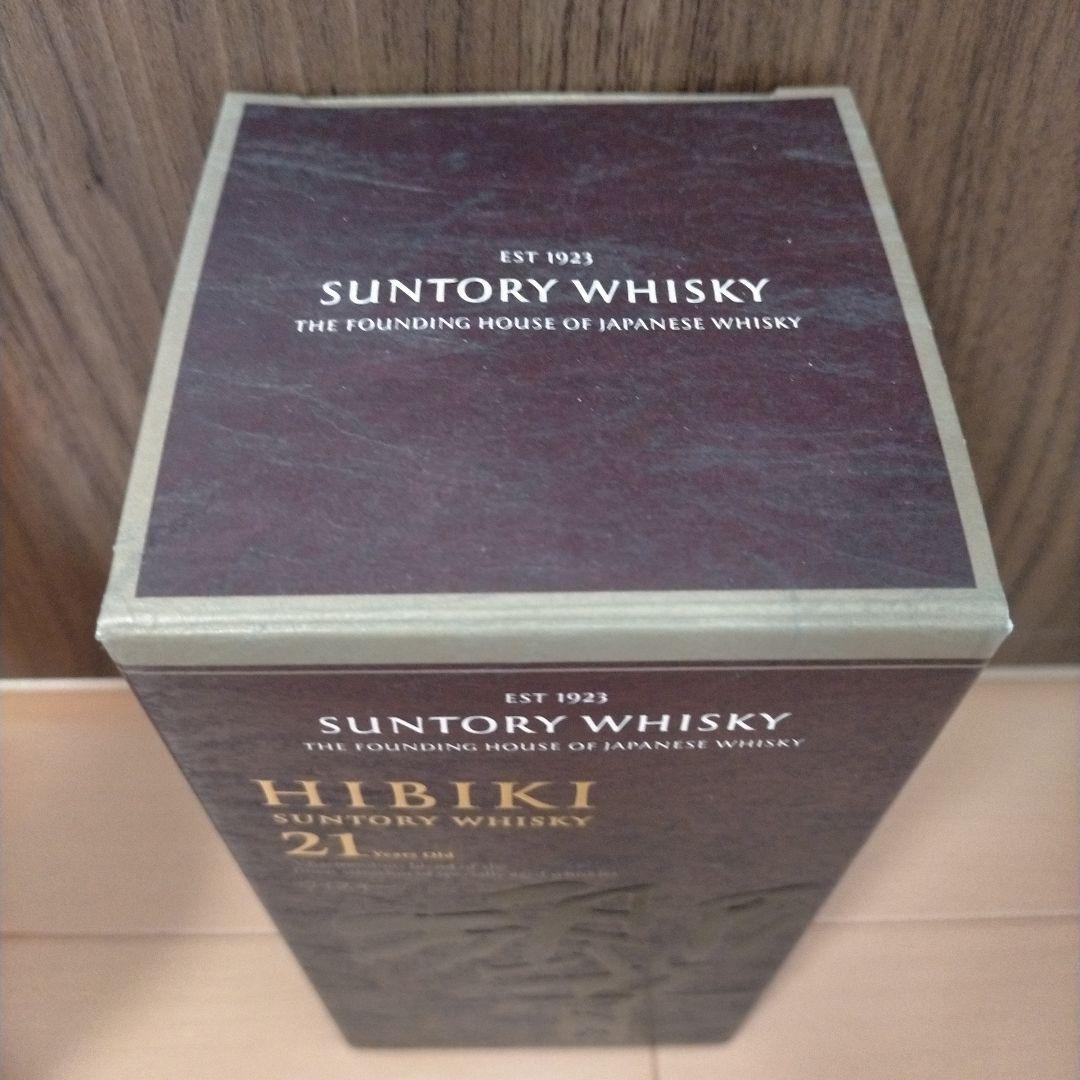 EST 1923
SUNTORY WHISKY
THE FOUNDING HOUSE OF JAPANESE WHISKY
EST 1923
SUNTORY WHISKY
THE FOUNDING HOUSE OF JAPANESE WHISKY
HIBIKI
SUNTORY WHISKY
21 Years Old
響